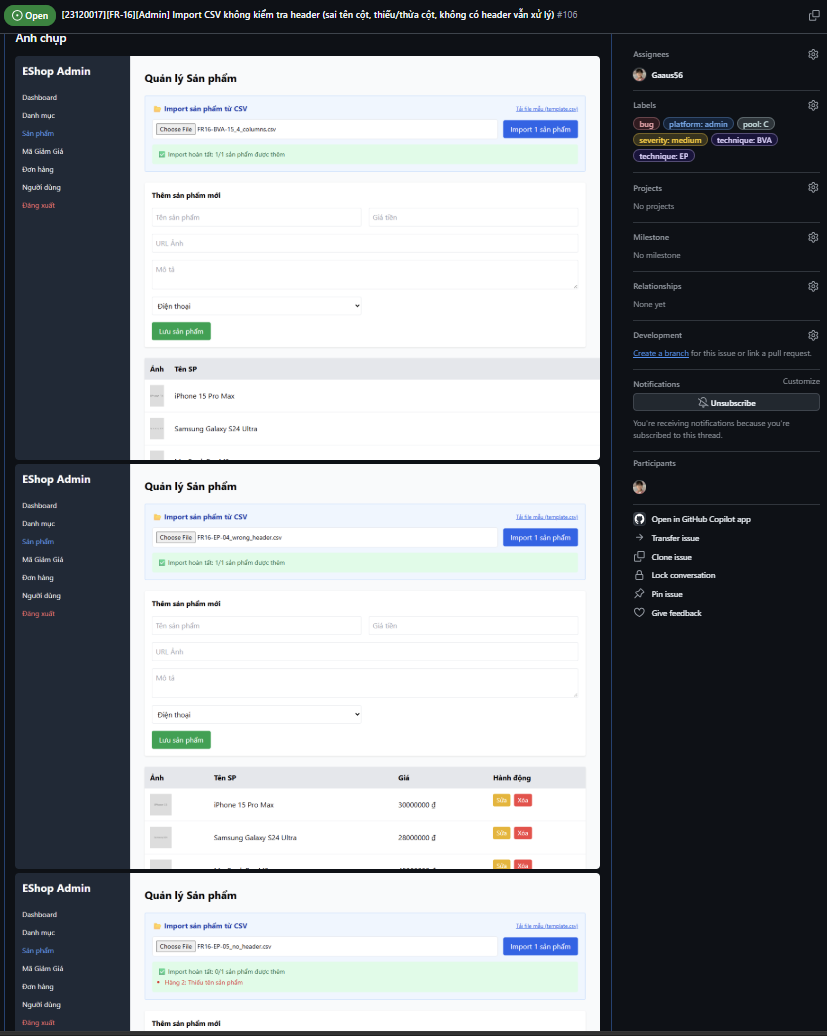 Open [23120017][FR-16][Admin] Import CSV không kiểm tra header (sai tên cột, thiếu/thừa cột, không có header vẫn xử lý) #106
Ảnh chụp
EShop Admin
Dashboard
Danh mục
Sản phẩm
Mã Giảm Giá
Đơn hàng
Người dùng
Đăng xuất
Quản lý Sản phẩm
Import sản phẩm từ CSV
Tải file mẫu (template.csv)
Choose File FR16-BVA-15_4_columns.csv
Import 1 sản phẩm
Import hoàn tất: 1/1 sản phẩm được thêm
Thêm sản phẩm mới
Tên sản phẩm
Giá tiền
URL Ảnh
Mô tả
Điện thoại
Lưu sản phẩm
Ảnh Tên SP
iPhone 15 Pro Max
Samsung Galaxy S24 Ultra
EShop Admin
Dashboard
Danh mục
Sản phẩm
Mã Giảm Giá
Đơn hàng
Người dùng
Đăng xuất
Quản lý Sản phẩm
Import sản phẩm từ CSV
Tải file mẫu (template.csv)
Choose File FR16-EP-04_wrong_header.csv
Import 1 sản phẩm
Import hoàn tất: 1/1 sản phẩm được thêm
Thêm sản phẩm mới
Tên sản phẩm
Giá tiền
URL Ảnh
Mô tả
Điện thoại
Lưu sản phẩm
Ảnh Tên SP Giá Hành động
iPhone 15 Pro Max 30000000 ₫ Sửa Xóa
Samsung Galaxy S24 Ultra 28000000 ₫ Sửa Xóa
Sửa Xóa
EShop Admin
Dashboard
Danh mục
Sản phẩm
Mã Giảm Giá
Đơn hàng
Người dùng
Đăng xuất
Quản lý Sản phẩm
Import sản phẩm từ CSV
Tải file mẫu (template.csv)
Choose File FR16-EP-05_no_header.csv
Import 1 sản phẩm
Import hoàn tất: 0/1 sản phẩm được thêm
• Hàng 2: Thiếu tên sản phẩm
Thêm sản phẩm mới
Assignees
Gaaus56
Labels
bug platform: admin pool: C
severity: medium technique: BVA
technique: EP
Projects
No projects
Milestone
No milestone
Relationships
None yet
Development
Create a branch for this issue or link a pull request.
Notifications Customize
Unsubscribe
You're receiving notifications because you're
subscribed to this thread.
Participants
Open in GitHub Copilot app
Transfer issue
Clone issue
Lock conversation
Pin issue
Give feedback